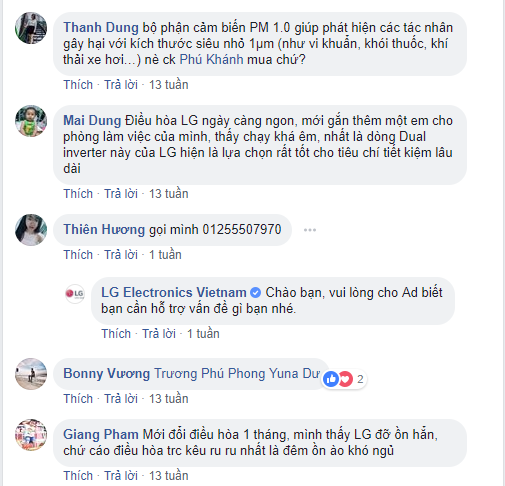 Thanh Dung bộ phận cảm biến PM 1.0 giúp phát hiện các tác nhân
gây hại với kích thước siêu nhỏ 1μm (như vi khuẩn, khói thuốc, khí
thải xe hơi...) nè ck Phú Khánh mua chứ?
Thích · Trả lời · 13 tuần
Mai Dung Điều hòa LG ngày càng ngon, mới gắn thêm một em cho
phòng làm việc của mình, thấy chạy khá êm, nhất là dòng Dual
inverter này của LG hiện là lựa chọn rất tốt cho tiêu chí tiết kiệm lâu
dài
Thích · Trả lời · 13 tuần
Thiên Hương gọi mình 01255507970
Thích · Trả lời · 1 tuần
LG
LG Electronics Vietnam Chào bạn, vui lòng cho Ad biết
bạn cần hỗ trợ vấn đề gì bạn nhé.
Thích · Trả lời · 1 tuần
Bonny Vương Trương Phú Phong Yuna Dư
2
Thích · Trả lời · 13 tuần
Giang Pham Mới đổi điều hòa 1 tháng, mình thấy LG đỡ ồn hẳn,
chứ cáo điều hòa trc kêu ru ru nhất là đêm ồn ào khó ngủ
Thích · Trả lời · 13 tuần